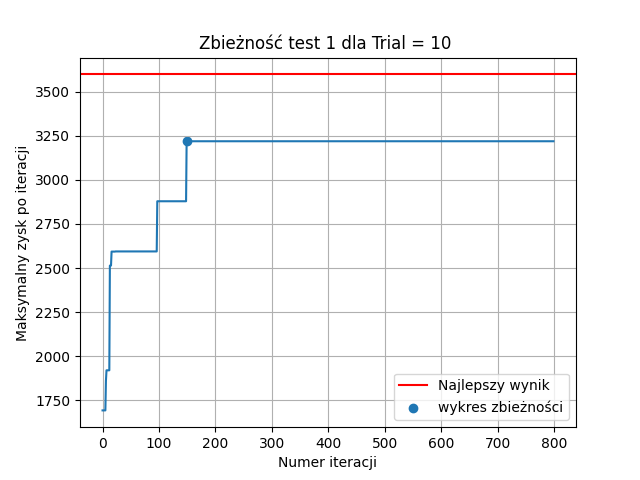 Zbieżność test 1 dla Trial = 10
Maksymalny zysk po iteracji
3500
3250
3000
2750
2500
2250
2000
1750
0 100 200 300 400 500 600 700 800
Numer iteracji
Najlepszy wynik
wykres zbieżności